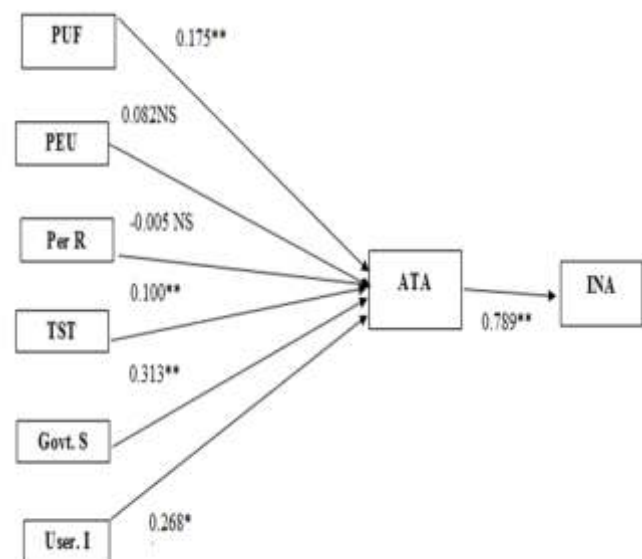 PUF
0.175**
0.082NS
PEU
-0.005 NS
Per R
0.100**
TST
0.313**
Govt. S
0.268*
User. I
ATA
0.789**
INA